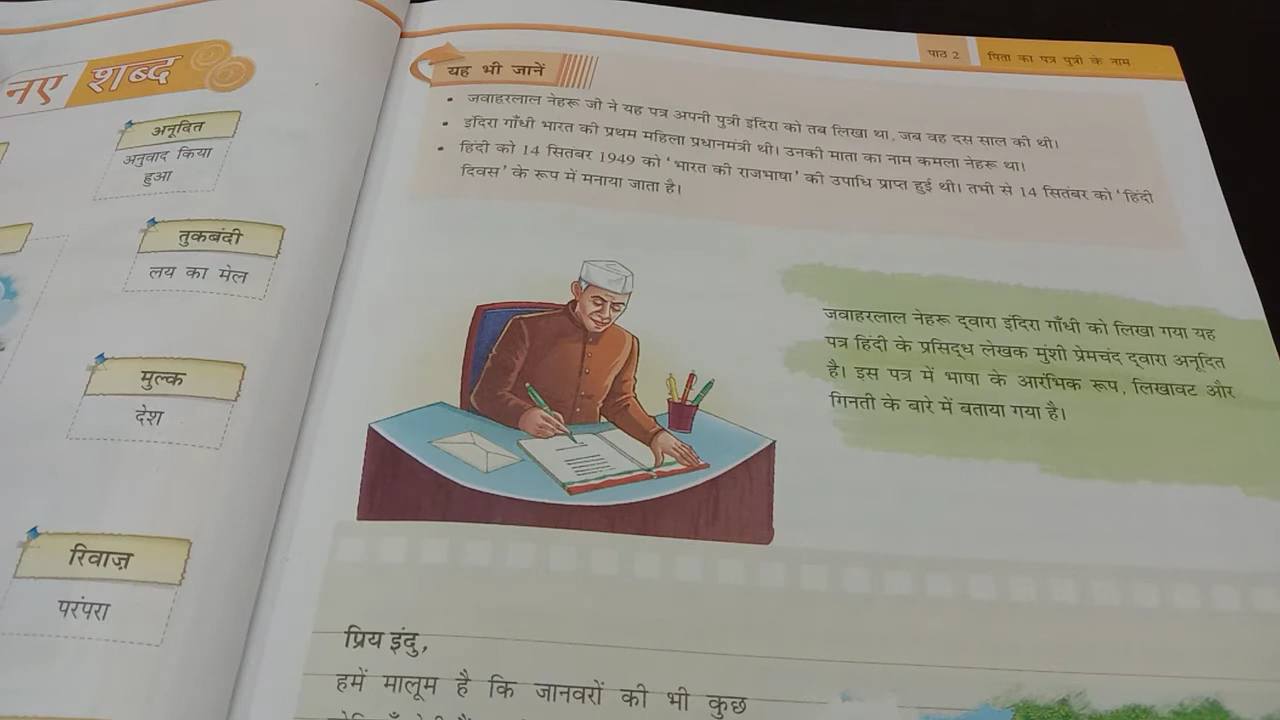 नए शब्द
अनूदित
अनुवाद किया
हुआ
तुकबंदी
लय का मेल
मुल्क
देश
रिवाज़
परंपरा
पाठ 2
पिता का पत्र पुत्री के नाम
यह भी जानें
• जवाहरलाल नेहरू जी ने यह पत्र अपनी पुत्री इंदिरा को तब लिखा था, जब वह दस साल की थी।
• इंदिरा गाँधी भारत की प्रथम महिला प्रधानमंत्री थी। उनकी माता का नाम कमला नेहरू था।
• हिंदी को 14 सितंबर 1949 को ‘भारत की राजभाषा’ की उपाधि प्राप्त हुई थी। तभी से 14 सितंबर को ‘हिंदी
दिवस’ के रूप में मनाया जाता है।
जवाहरलाल नेहरू द्वारा इंदिरा गाँधी को लिखा गया यह
पत्र हिंदी के प्रसिद्ध लेखक मुंशी प्रेमचंद द्वारा अनूदित
है। इस पत्र में भाषा के आरंभिक रूप, लिखावट और
गिनती के बारे में बताया गया है।
प्रिय इंदु,
हमें मालूम है कि जानवरों की भी कुछ